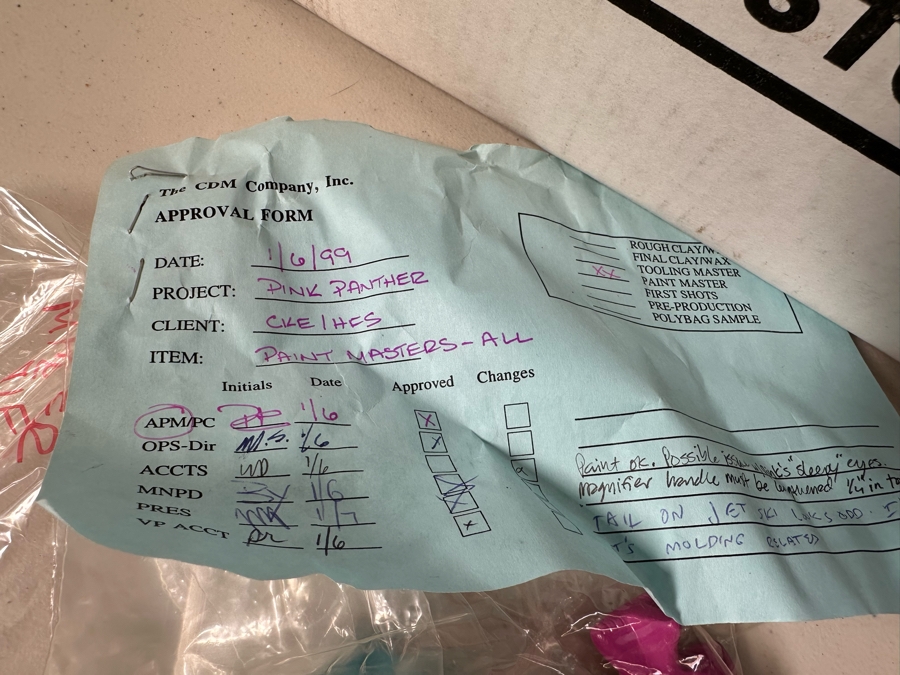 The CDM Company, Inc.
APPROVAL FORM
DATE: 1/6/99
PROJECT: PINK PANTHER
CLIENT: CKE/HES
ITEM: PAINT MASTERS-ALL
ROUGH CLAY/W
FINAL CLAY/WAX
XX TOOLING MASTER
PAINT MASTER
FIRST SHOTS
PRE-PRODUCTION
POLYBAG SAMPLE
Initials Date Approved Changes
APM/PC 1/6 X
OPS-Dir M.S. 1/6 X
ACCTS 1/6
MNPD 1/6
PRES
VP ACCT 1/6 X
Paint ok. Possible "sleepy" eyes.
Magnifier handle must be lengthened 1/4" in
TAIL ON JET SKI LOOKS ODD. I
T'S MOLDING RELATED